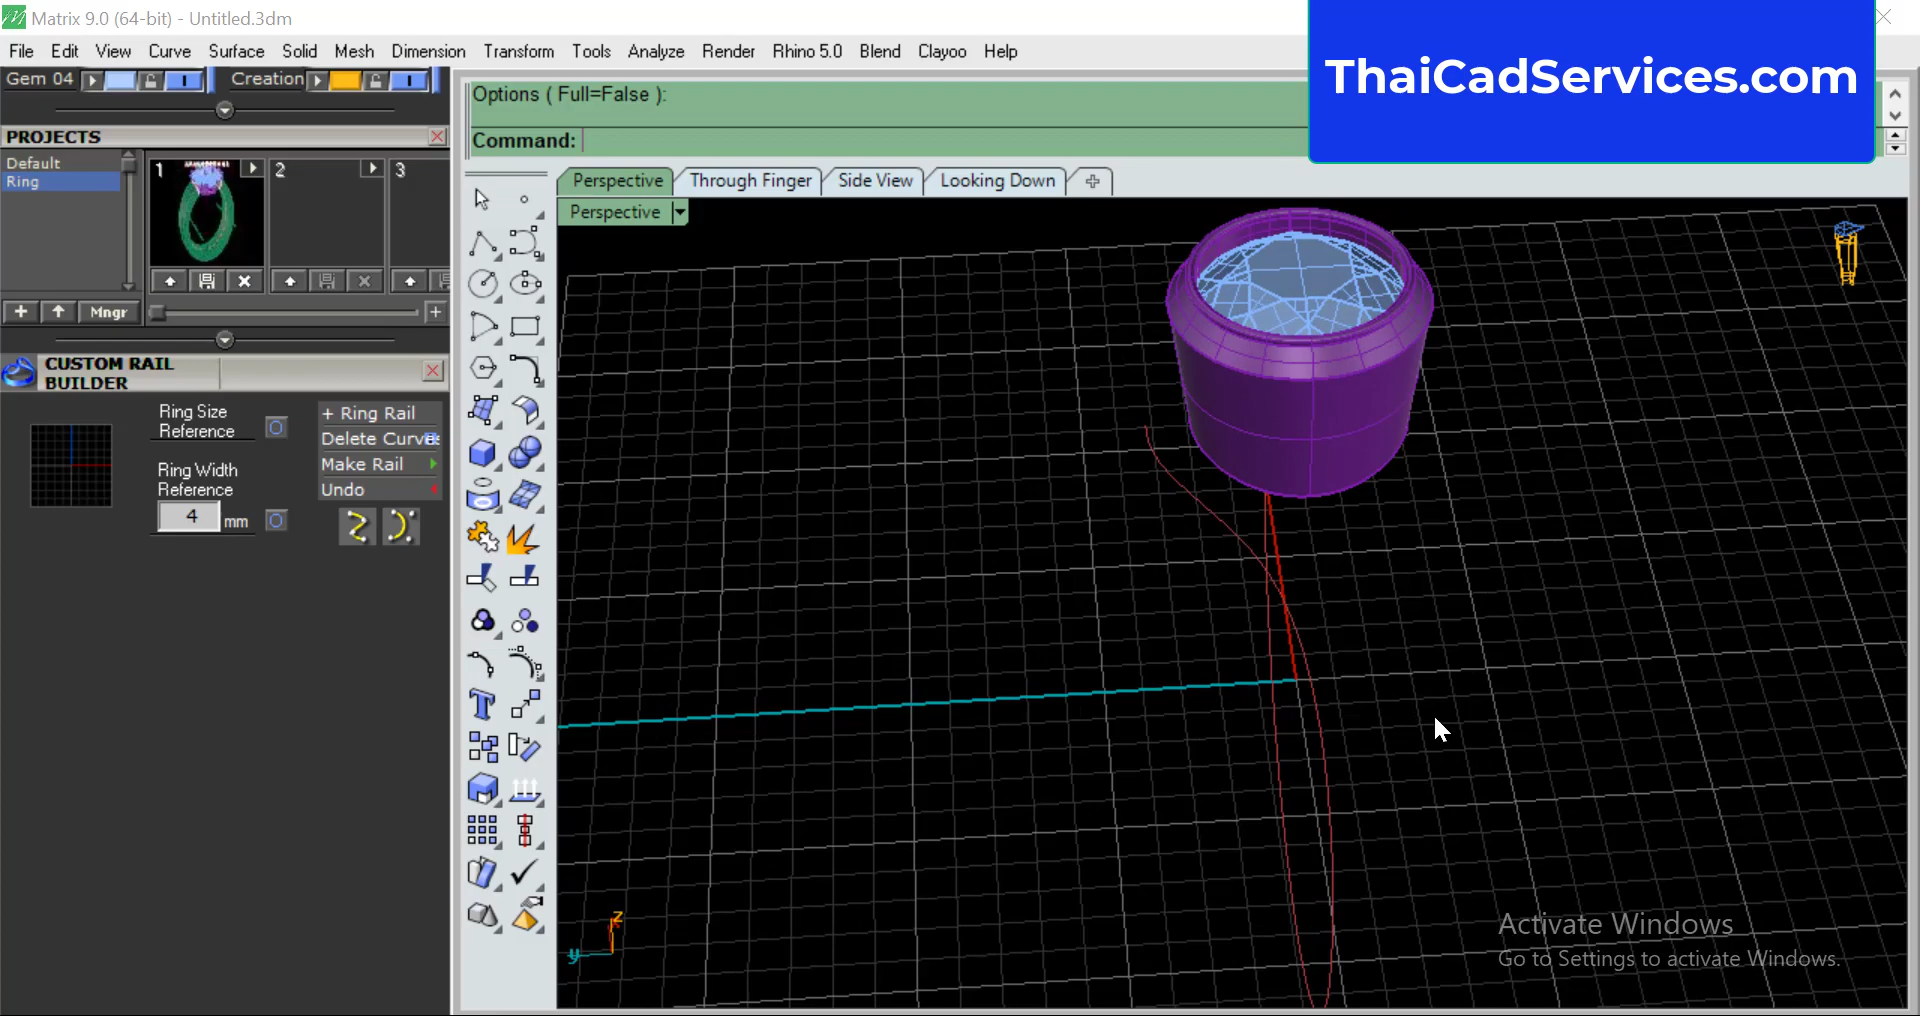 Matrix 9.0 (64-bit) - Untitled.3dm
File Edit View Curve Surface Solid Mesh Dimension Transform Tools Analyze Render Rhino 5.0 Blend Clayoo Help
ThaiCadServices.com
Gem 04 Creation
Options ( Full=False ):
Command:
PROJECTS
Default
Ring
1 2 3
Mngr
Perspective Through Finger Side View Looking Down
Perspective
CUSTOM RAIL
BUILDER
Ring Size
Reference
Ring Width
Reference
4 mm
+ Ring Rail
Delete Curves
Make Rail
Undo
z
y
Activate Windows
Go to Settings to activate Windows.